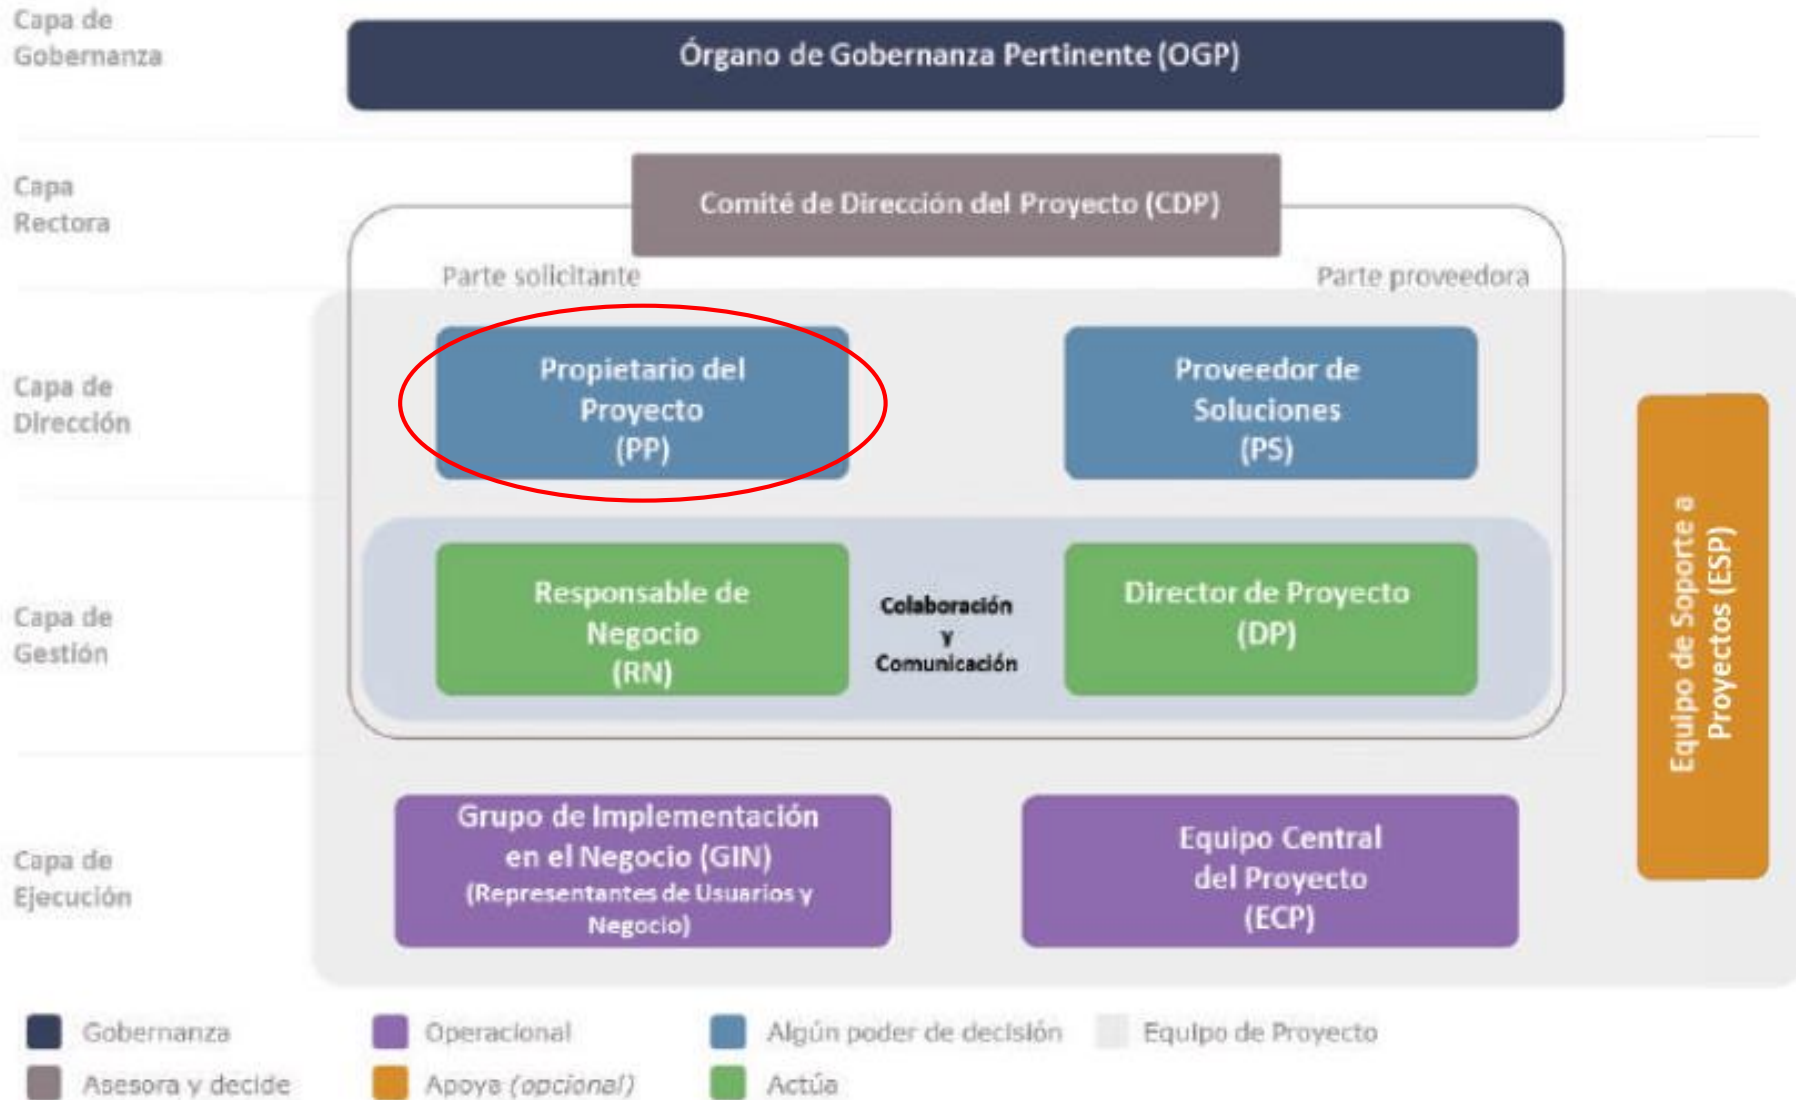 Capa de
Gobernanza
Órgano de Gobernanza Pertinente (OGP)
Capa
Rectora
Comité de Dirección del Proyecto (CDP)
Parte solicitante
Parte proveedora
Capa de
Dirección
Propietario del
Proyecto
(PP)
Proveedor de
Soluciones
(PS)
Capa de
Gestión
Responsable de
Negocio
(RN)
Colaboración
y
Comunicación
Director de Proyecto
(DP)
Equipo de Soporte a
Proyectos (ESP)
Capa de
Ejecución
Grupo de Implementación
en el Negocio (GIN)
(Representantes de Usuarios y
Negocio)
Equipo Central
del Proyecto
(ECP)
Gobernanza
Operacional
Algún poder de decisión
Equipo de Proyecto
Asesora y decide
Apoya (opcional)
Actúa